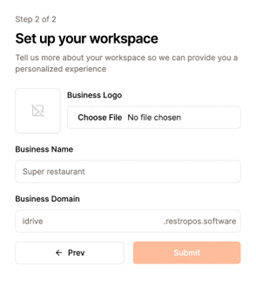 Step 2 of 2
Set up your workspace
Tell us more about your workspace so we can provide you a
personalized experience
Business Logo
Choose File No file chosen
Business Name
Super restaurant
Business Domain
idrive .restropos.software
← Prev Submit